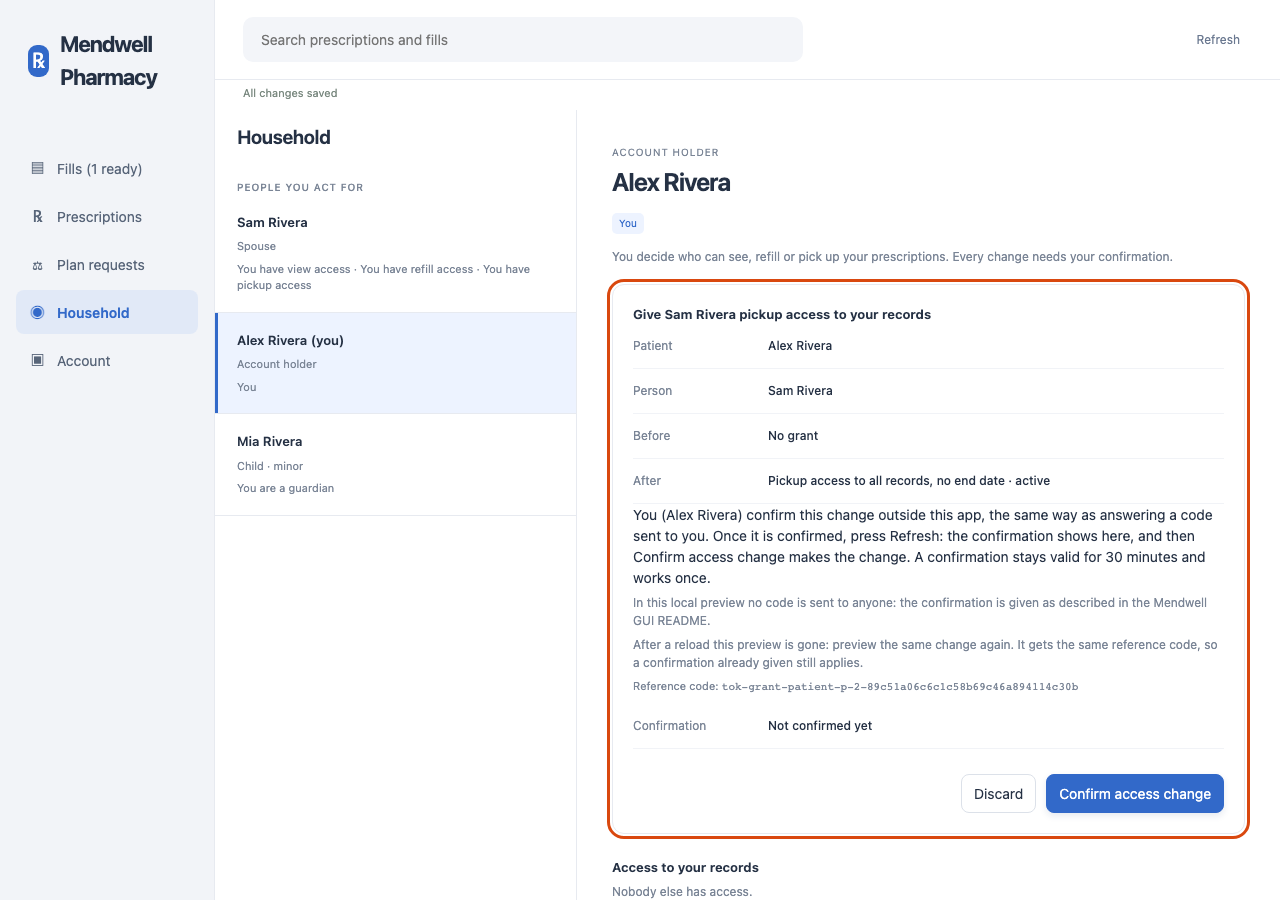 Mendwell
Pharmacy
Fills (1 ready)
Prescriptions
Plan requests
Household
Account
Search prescriptions and fills
Refresh
All changes saved
Household
PEOPLE YOU ACT FOR
Sam Rivera
Spouse
You have view access · You have refill access · You have
pickup access
Alex Rivera (you)
Account holder
You
Mia Rivera
Child · minor
You are a guardian
ACCOUNT HOLDER
Alex Rivera
You
You decide who can see, refill or pick up your prescriptions. Every change needs your confirmation.
Give Sam Rivera pickup access to your records
Patient Alex Rivera
Person Sam Rivera
Before No grant
After Pickup access to all records, no end date · active
You (Alex Rivera) confirm this change outside this app, the same way as answering a code
sent to you. Once it is confirmed, press Refresh: the confirmation shows here, and then
Confirm access change makes the change. A confirmation stays valid for 30 minutes and
works once.
In this local preview no code is sent to anyone: the confirmation is given as described in the Mendwell
GUI README.
After a reload this preview is gone: preview the same change again. It gets the same reference code, so
a confirmation already given still applies.
Reference code: tok-grant-patient-p-2-89c51a06c6c1c58b69c46a894114c30b
Confirmation Not confirmed yet
Discard
Confirm access change
Access to your records
Nobody else has access.